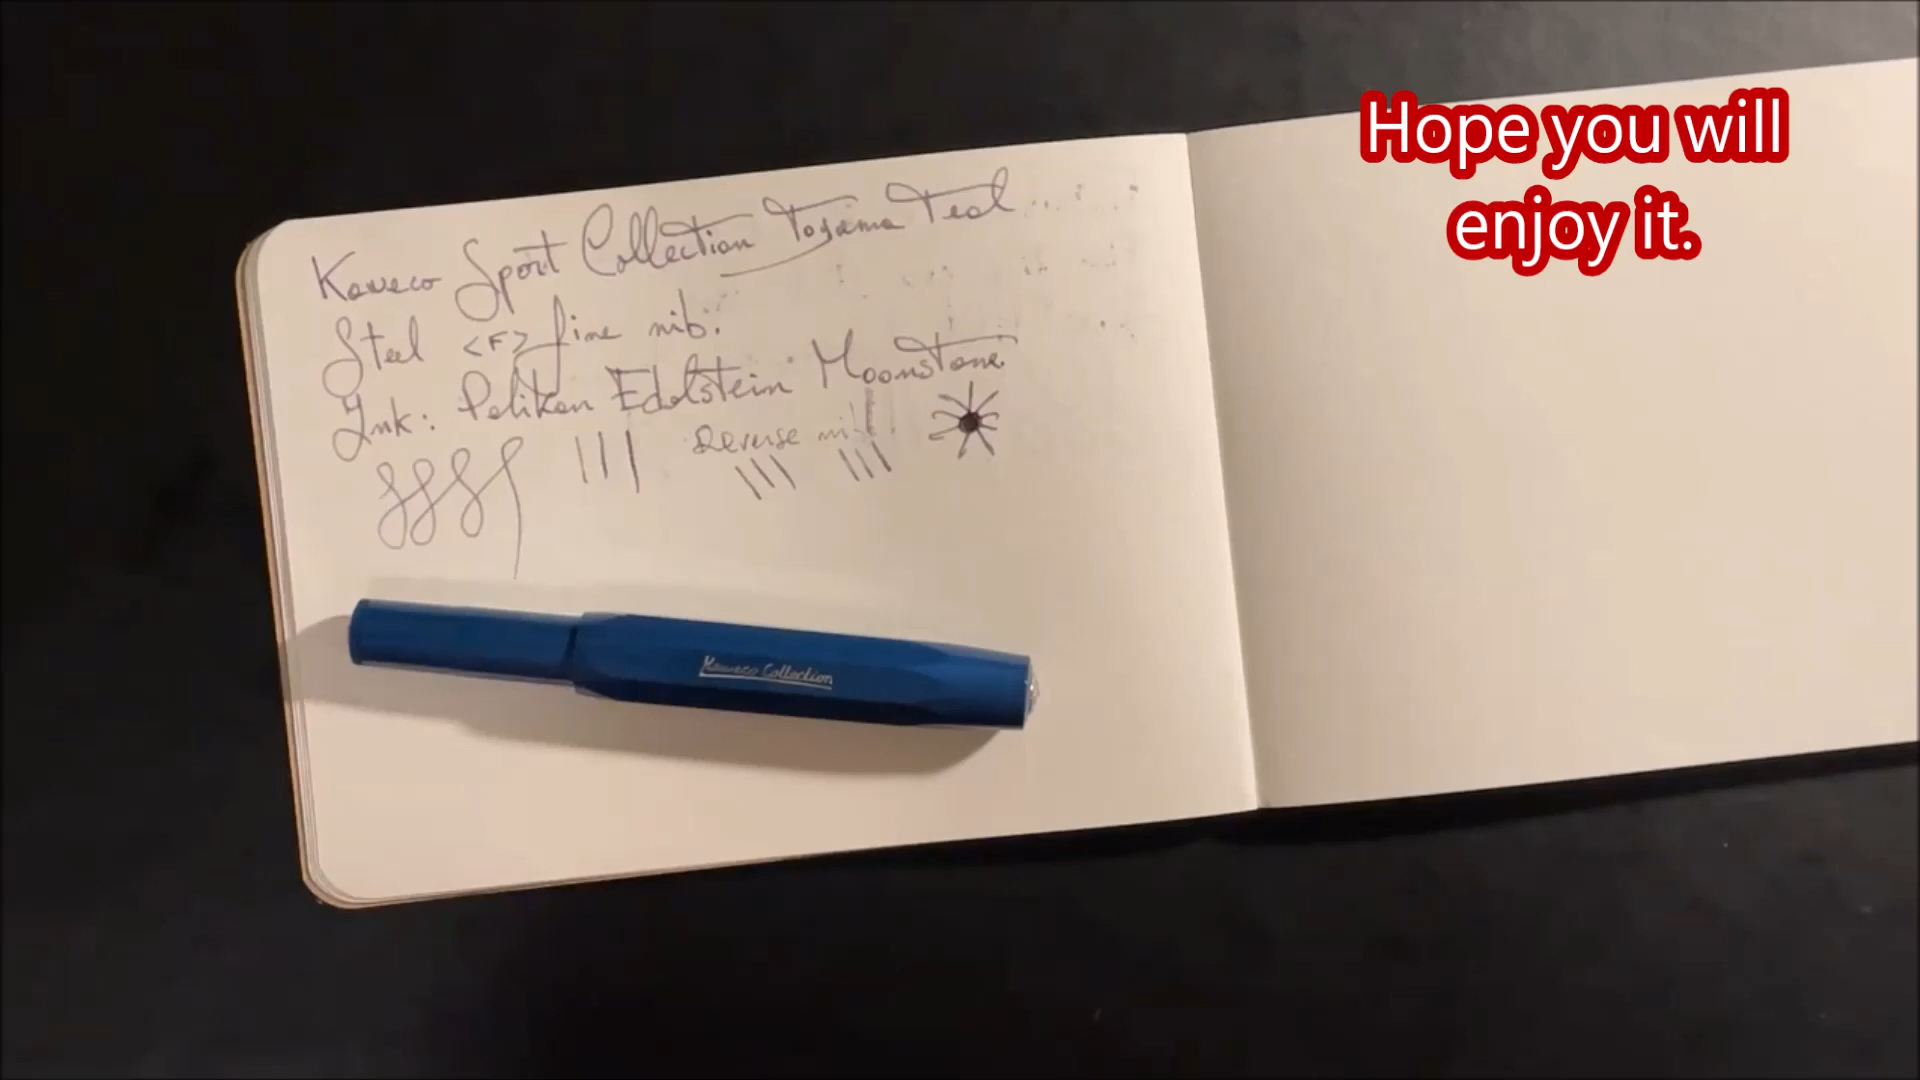 Kaweco Sport Collection Toyama Teal
Steel <F> fine nib.
Ink: Pelikan Edelstein Moonstone
Reverse nib
Kaweco Collection
Hope you will
enjoy it.